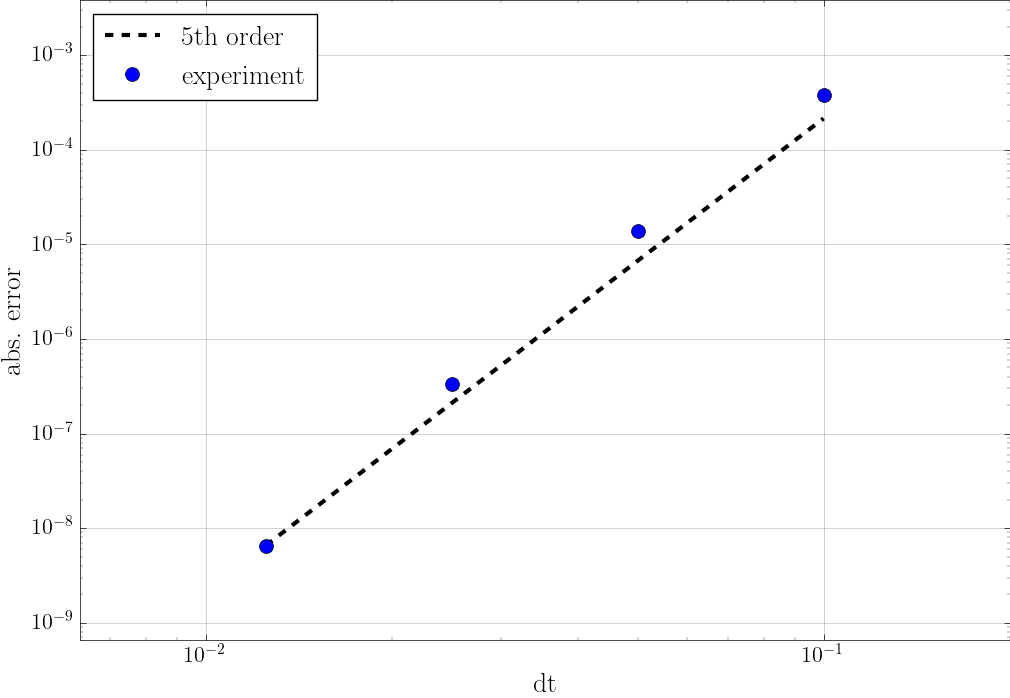 5th order
experiment
10⁻³
10⁻⁴
10⁻⁵
10⁻⁶
10⁻⁷
10⁻⁸
10⁻⁹
abs. error
10⁻²
10⁻¹
dt